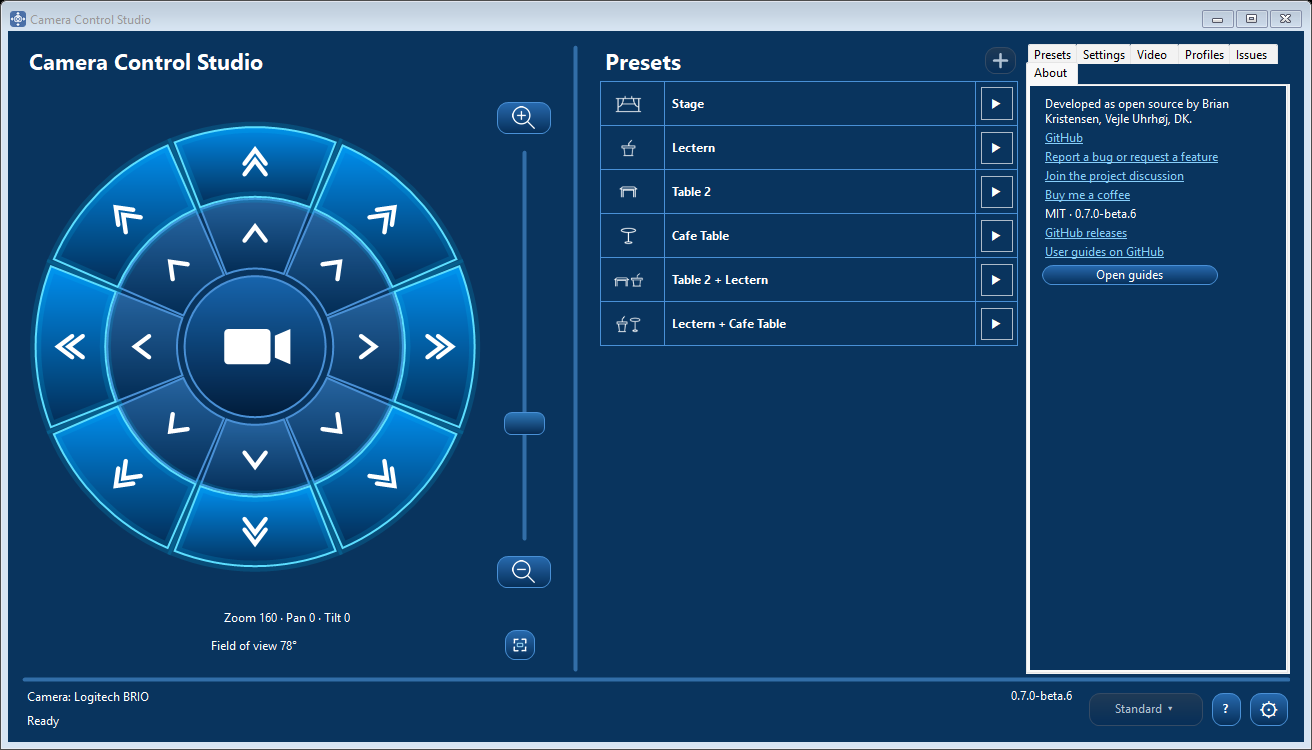 Camera Control Studio
Camera Control Studio
Zoom 160 · Pan 0 · Tilt 0
Field of view 78°
Presets
Stage
Lectern
Table 2
Cafe Table
Table 2 + Lectern
Lectern + Cafe Table
Presets Settings Video Profiles Issues
About
Developed as open source by Brian
Kristensen, Vejle Uhrhøj, DK.
GitHub
Report a bug or request a feature
Join the project discussion
Buy me a coffee
MIT · 0.7.0-beta.6
GitHub releases
User guides on GitHub
Open guides
Camera: Logitech BRIO
Ready
0.7.0-beta.6
Standard
?